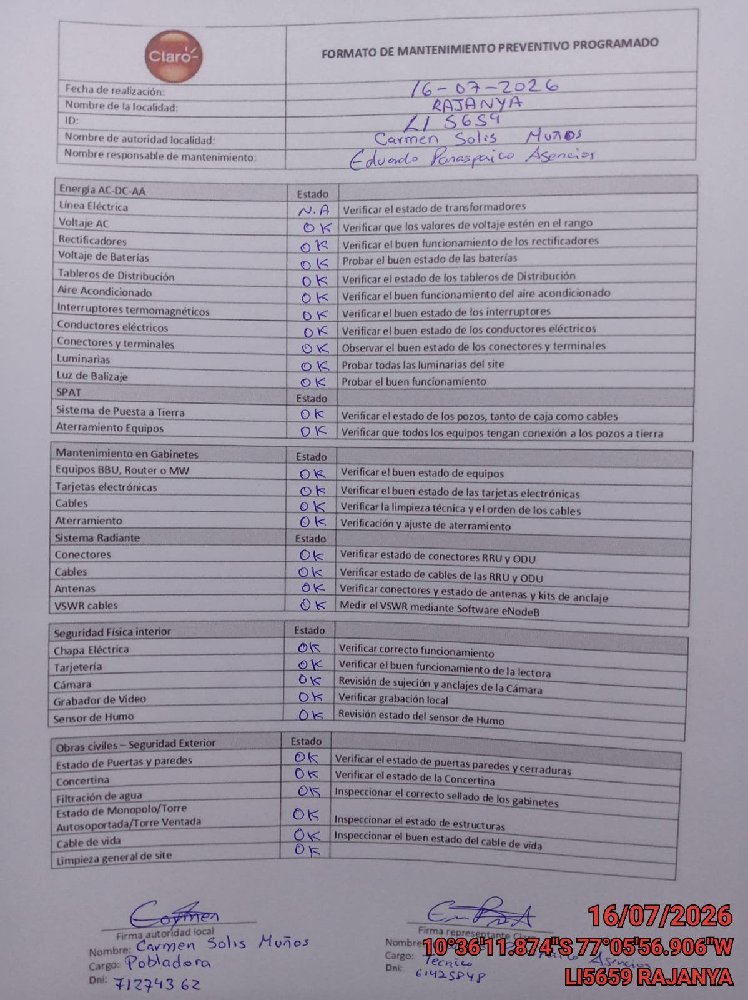 Claro
FORMATO DE MANTENIMIENTO PREVENTIVO PROGRAMADO
Fecha de realización: 16-07-2026
Nombre de la localidad: RAJANYA
ID: LI 5659
Nombre de autoridad localidad: Carmen Solis Muños
Nombre responsable de mantenimiento: Eduardo Panaspaico Asencios
Energía AC-DC-AA Estado
Línea Eléctrica N.A Verificar el estado de transformadores
Voltaje AC OK Verificar que los valores de voltaje estén en el rango
Rectificadores OK Verificar el buen funcionamiento de los rectificadores
Voltaje de Baterías OK Probar el buen estado de las baterías
Tableros de Distribución OK Verificar el estado de los tableros de Distribución
Aire Acondicionado OK Verificar el buen funcionamiento del aire acondicionado
Interruptores termomagnéticos OK Verificar el buen estado de los interruptores
Conductores eléctricos OK Verificar el buen estado de los conductores eléctricos
Conectores y terminales OK Observar el buen estado de los conectores y terminales
Luminarias OK Probar todas las luminarias del site
Luz de Balizaje OK Probar el buen funcionamiento
SPAT Estado
Sistema de Puesta a Tierra OK Verificar el estado de los pozos, tanto de caja como cables
Aterramiento Equipos OK Verificar que todos los equipos tengan conexión a los pozos a tierra
Mantenimiento en Gabinetes Estado
Equipos BBU, Router o MW OK Verificar el buen estado de equipos
Tarjetas electrónicas OK Verificar el buen estado de las tarjetas electrónicas
Cables OK Verificar la limpieza técnica y el orden de los cables
Aterramiento OK Verificación y ajuste de aterramiento
Sistema Radiante Estado
Conectores OK Verificar estado de conectores RRU y ODU
Cables OK Verificar estado de cables de las RRU y ODU
Antenas OK Verificar conectores y estado de antenas y kits de anclaje
VSWR cables OK Medir el VSWR mediante Software eNodeB
Seguridad Física interior Estado
Chapa Eléctrica OK Verificar correcto funcionamiento
Tarjetería OK Verificar el buen funcionamiento de la lectora
Cámara OK Revisión de sujeción y anclajes de la Cámara
Grabador de Video OK Verificar grabación local
Sensor de Humo OK Revisión estado del sensor de Humo
Obras civiles – Seguridad Exterior Estado
Estado de Puertas y paredes OK Verificar el estado de puertas paredes y cerraduras
Concertina OK Verificar el estado de la Concertina
Filtración de agua OK Inspeccionar el correcto sellado de los gabinetes
Estado de Monopolo/Torre
Autosoportada/Torre Ventada OK Inspeccionar el estado de estructuras
Cable de vida OK Inspeccionar el buen estado del cable de vida
Limpieza general de site OK
Carmen
Firma autoridad local
Nombre: Carmen Solis Muños
Cargo: Pobladora
Dni: 71274362
Firma representante
Nombre Asencios
Cargo: Tecnico
Dni: 61425848
16/07/2026
10°36'11.874"S 77°05'56.906"W
LI5659 RAJANYA